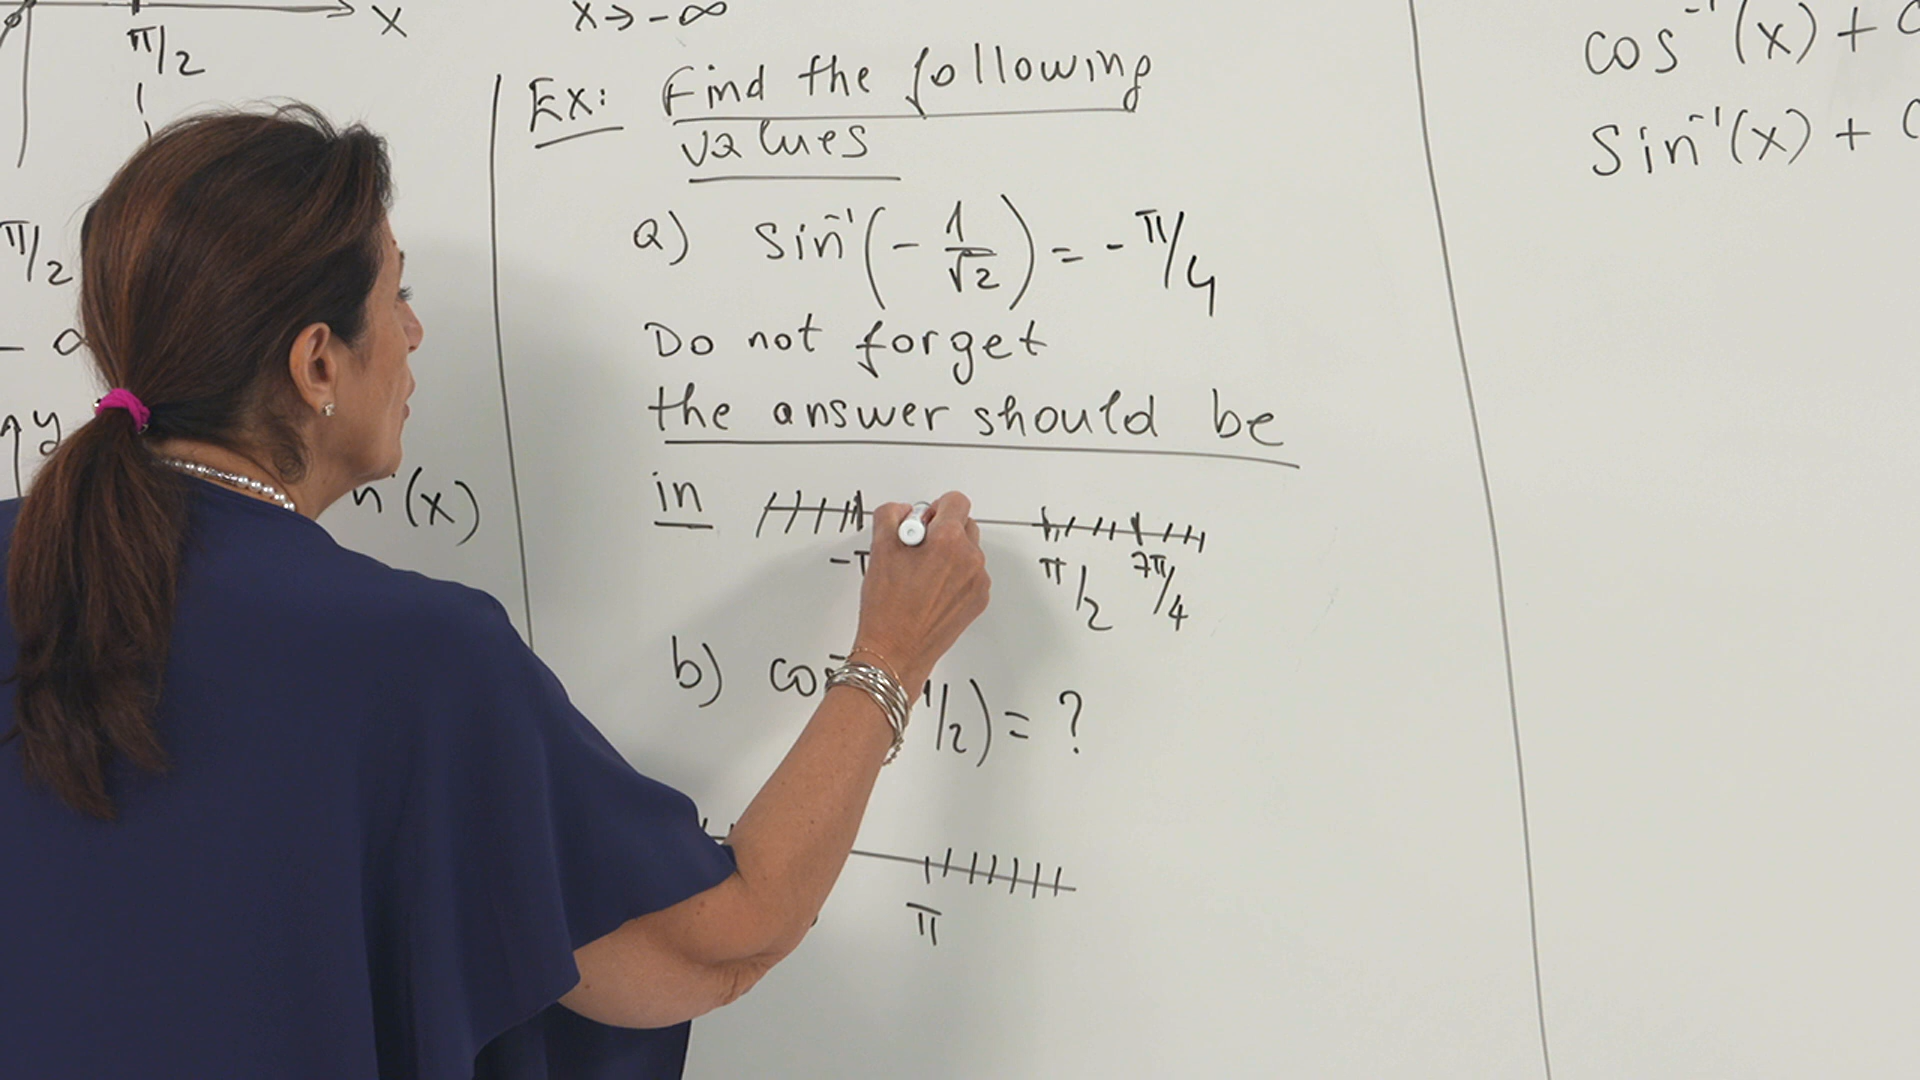 x
π/2
π/2
y
(x)
x → -∞
Ex: Find the following
values
a) sin⁻¹(- 1/√2) = - π/4
Do not forget
the answer should be
in
π/2 7π/4
b) 1/2) = ?
π
cos⁻¹(x) +
sin⁻¹(x) +